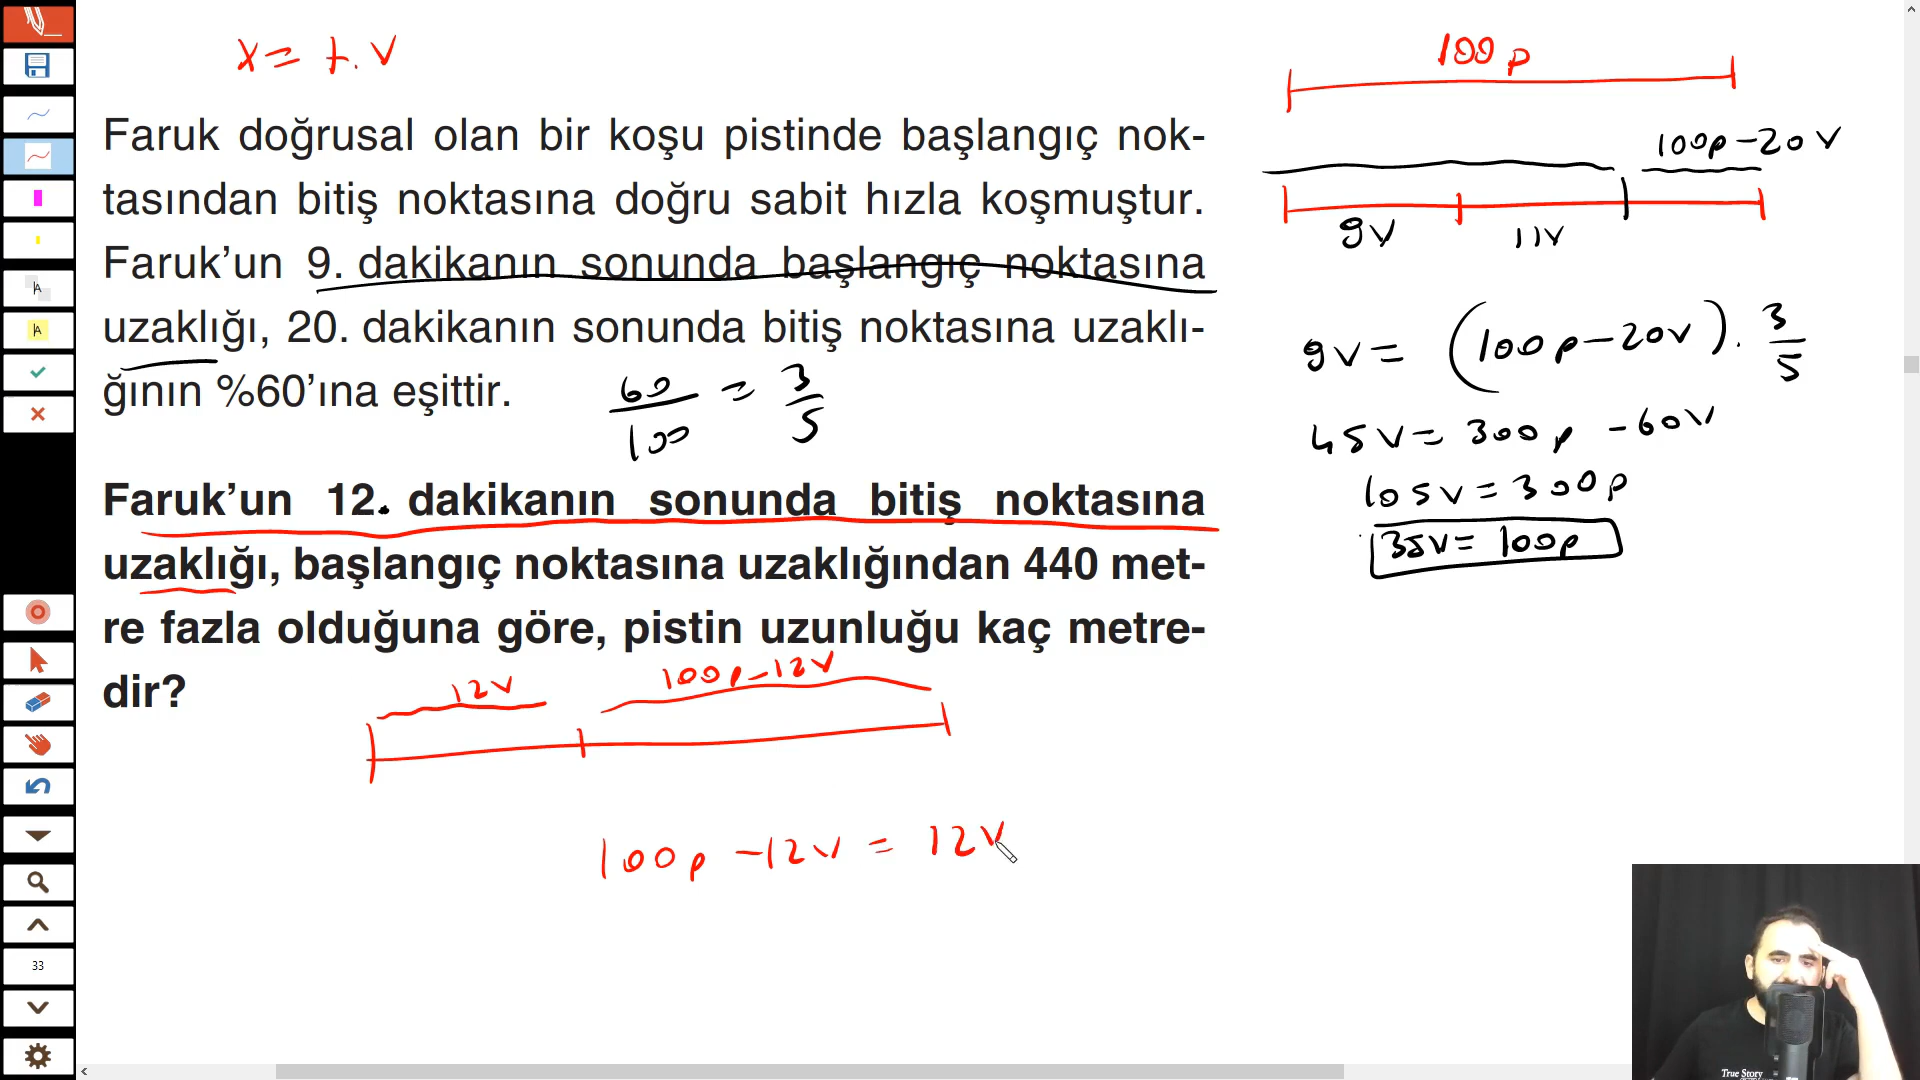 x = t.V
Faruk doğrusal olan bir koşu pistinde başlangıç nok-
tasından bitiş noktasına doğru sabit hızla koşmuştur.
Faruk’un 9. dakikanın sonunda başlangıç noktasına
uzaklığı, 20. dakikanın sonunda bitiş noktasına uzaklı-
ğının %60’ına eşittir.
60/100 = 3/5
Faruk’un 12. dakikanın sonunda bitiş noktasına
uzaklığı, başlangıç noktasına uzaklığından 440 met-
re fazla olduğuna göre, pistin uzunluğu kaç metre-
dir?
12V 100p-12V
100p -12V = 12V
100p
100p-20V
9V 11V
9V = (100p-20V). 3/5
45V = 300p -60V
105V = 300p
35V = 100p
33
True Story